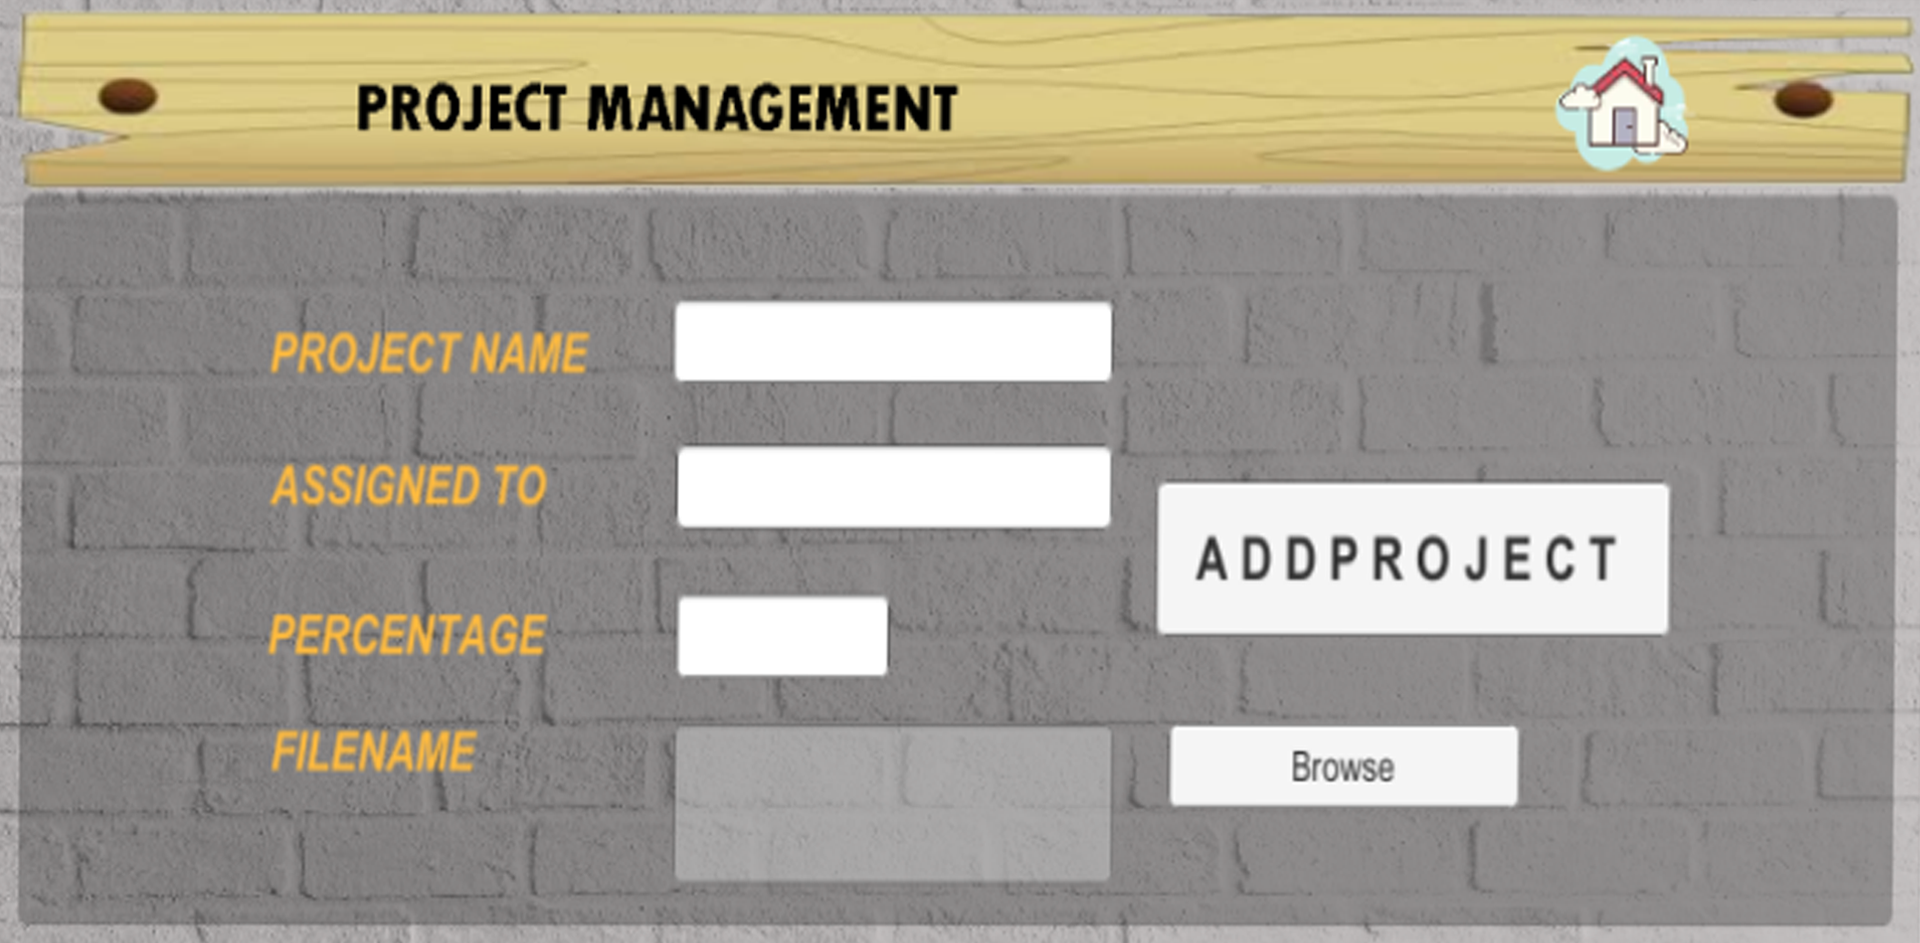 PROJECT MANAGEMENT
PROJECT NAME
ASSIGNED TO
ADDPROJECT
PERCENTAGE
FILENAME
Browse